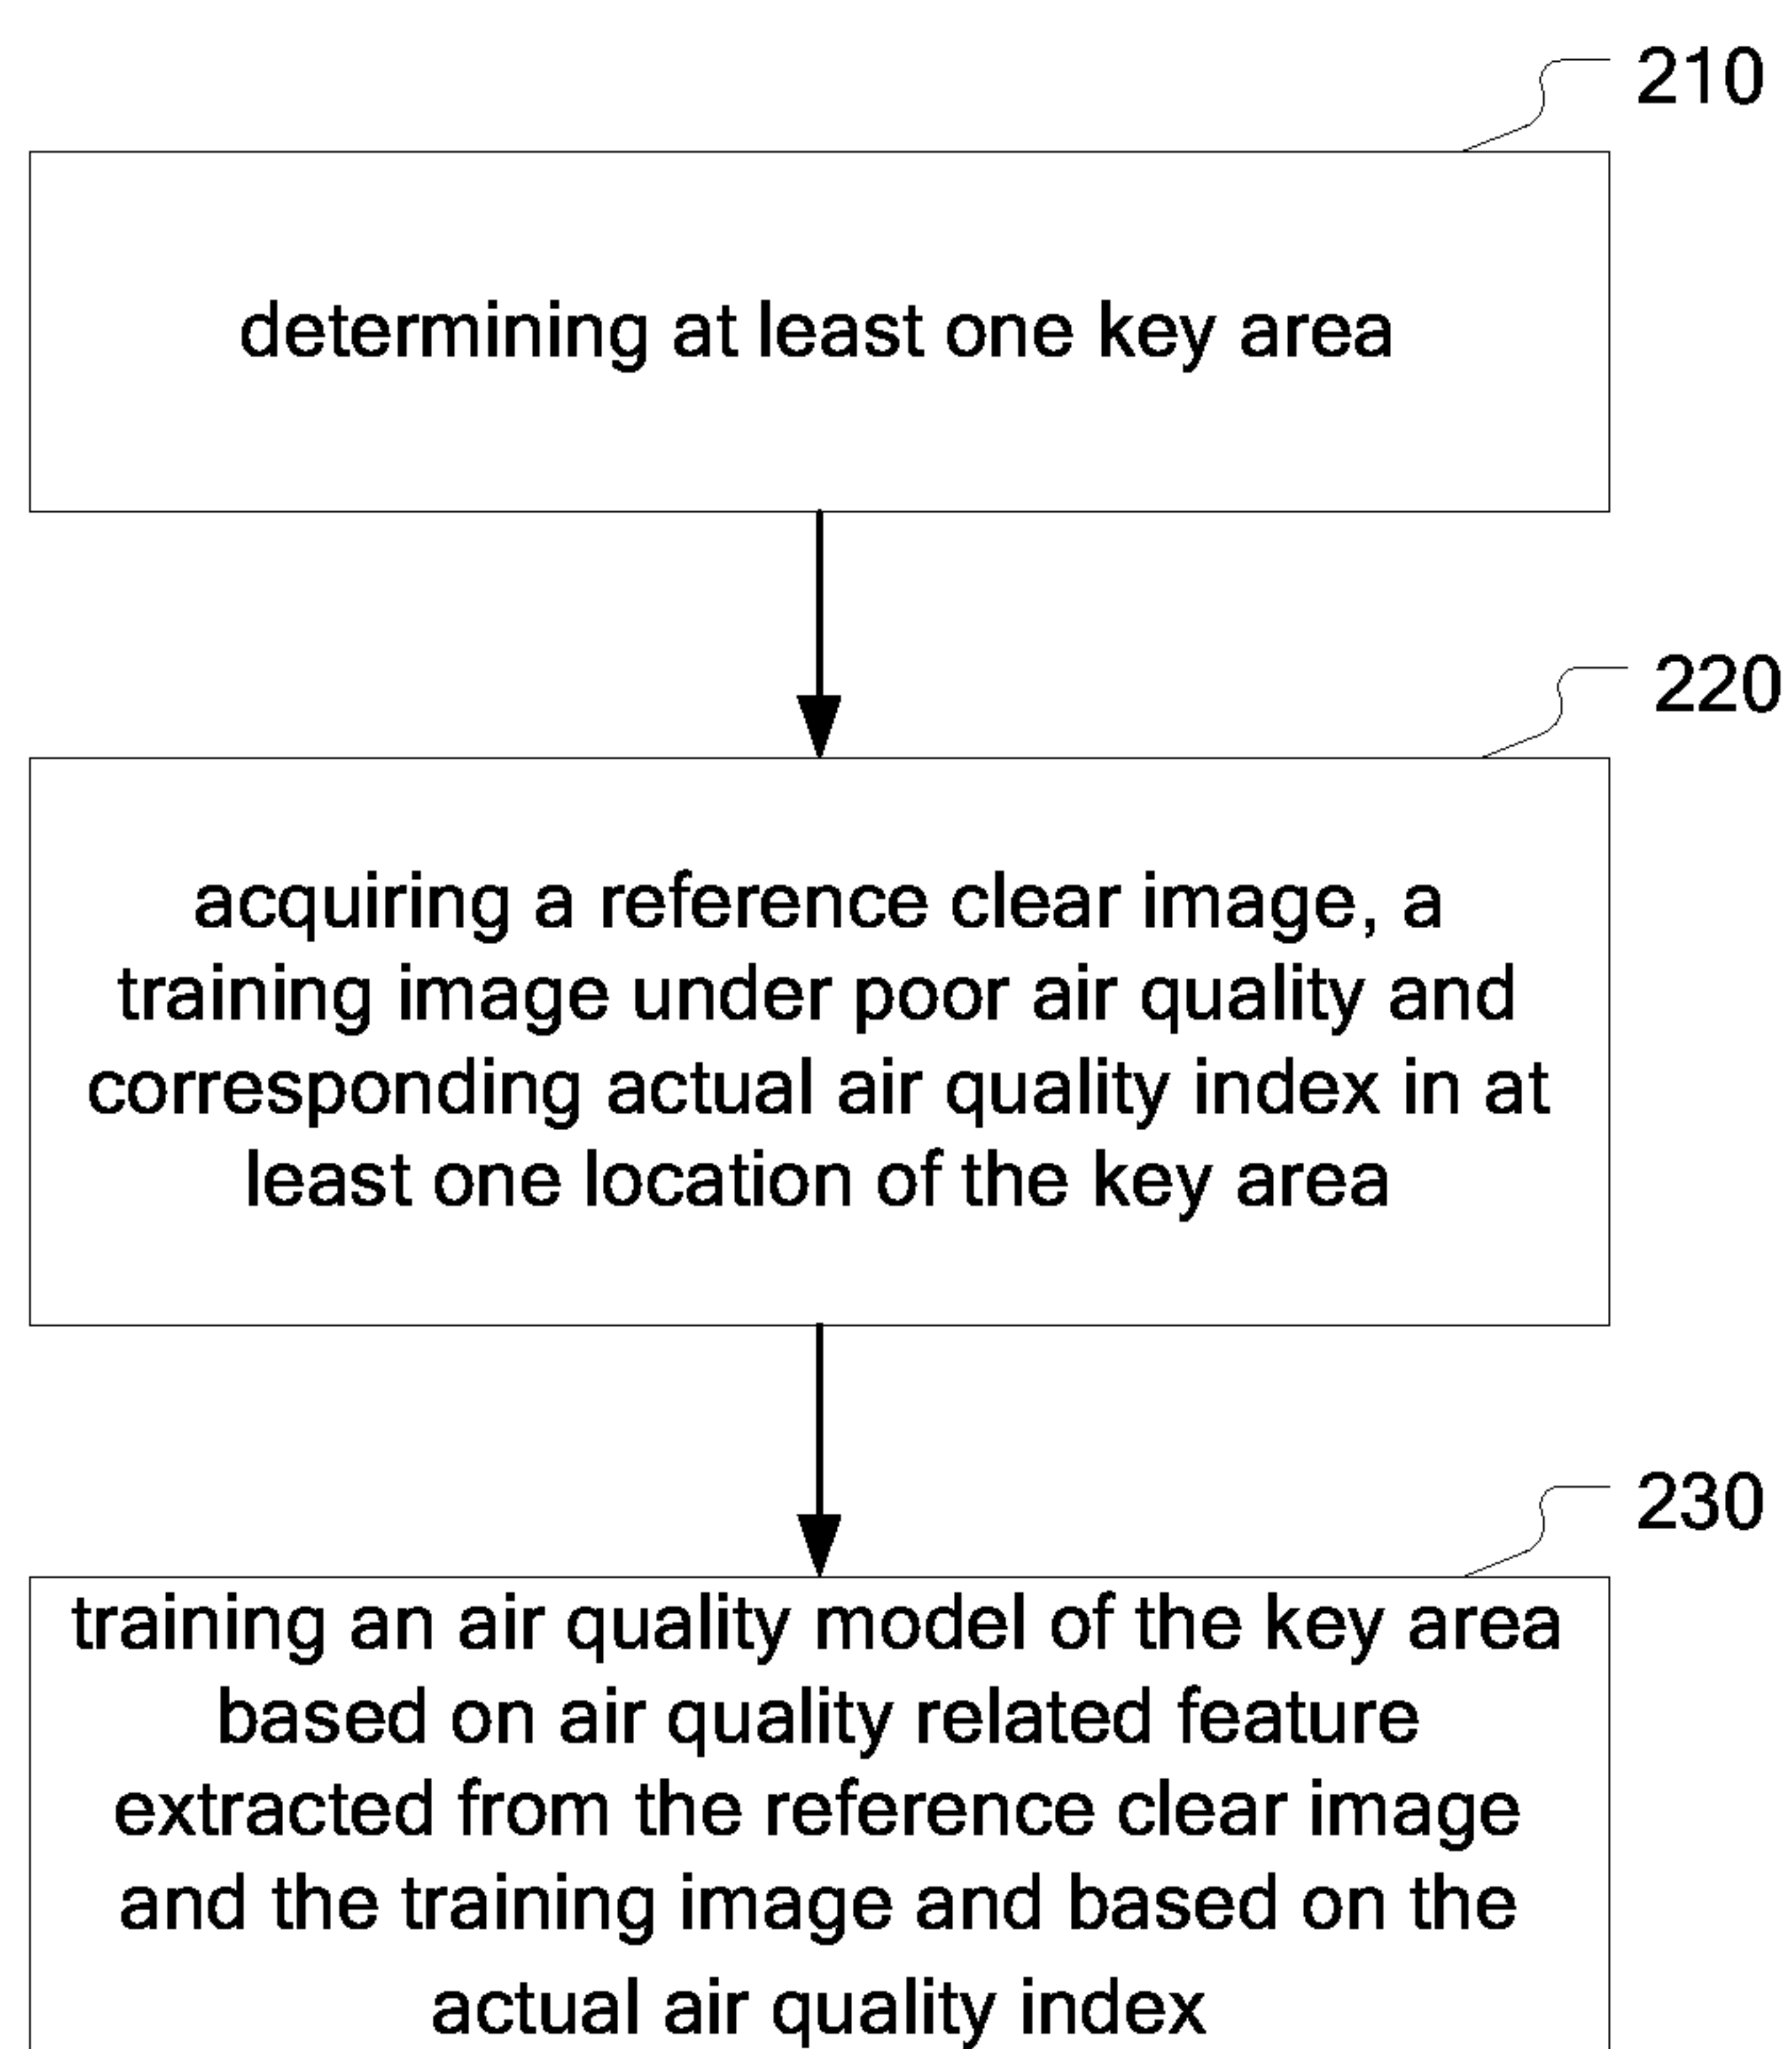 210
determining at least one key area
220
acquiring a reference clear image, a
training image under poor air quality and
corresponding actual air quality index in at
least one location of the key area
230
training an air quality model of the key area
based on air quality related feature
extracted from the reference clear image
and the training image and based on the
actual air quality index